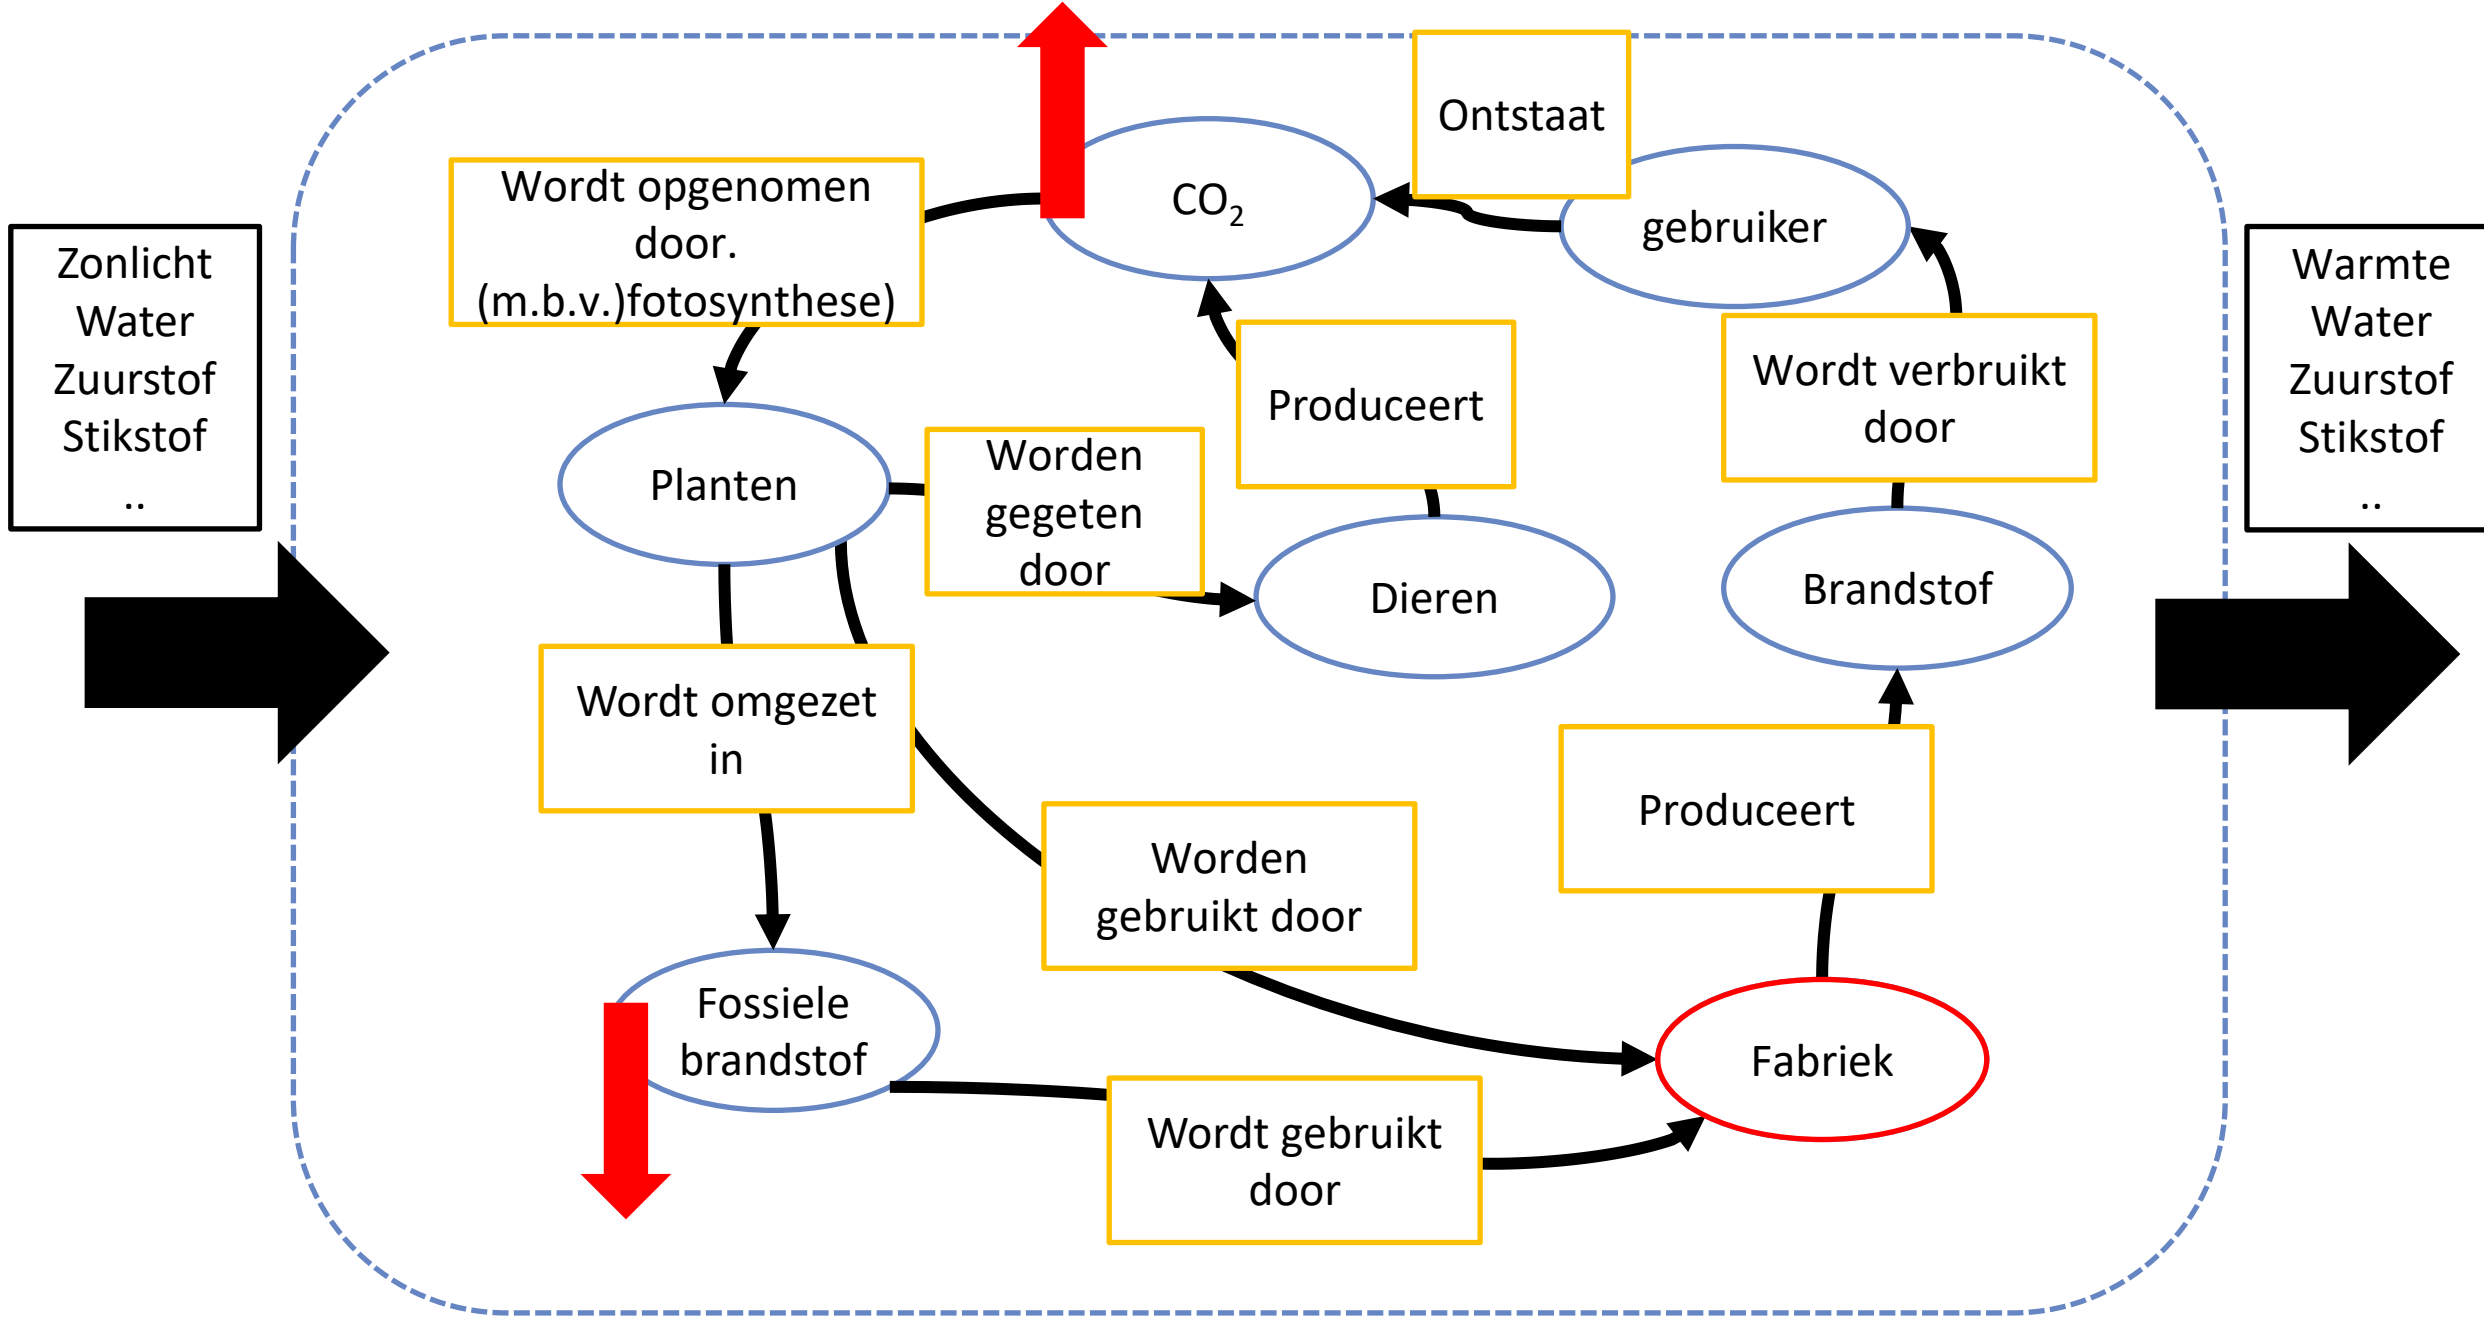 Zonlicht
Water
Zuurstof
Stikstof
..
Wordt opgenomen
door.
(m.b.v.)fotosynthese)
CO₂
Ontstaat
gebruiker
Warmte
Water
Zuurstof
Stikstof
..
Planten
Worden
gegeten
door
Produceert
Wordt verbruikt
door
Dieren
Brandstof
Wordt omgezet
in
Worden
gebruikt door
Produceert
Fossiele
brandstof
Wordt gebruikt
door
Fabriek